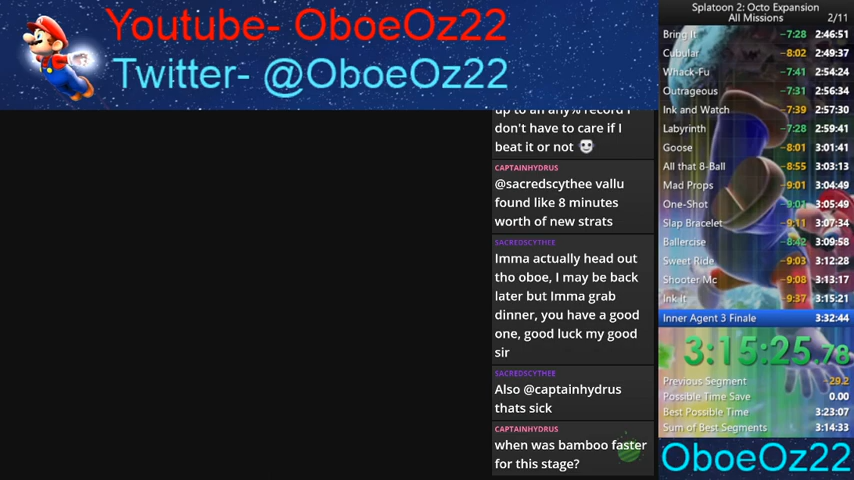 Youtube- OboeOz22
Twitter- @OboeOz22
up to an any% record I
don't have to care if I
beat it or not
CAPTAINHYDRUS
@sacredscythee vallu
found like 8 minutes
worth of new strats
SACREDSCYTHEE
Imma actually head out
tho oboe, I may be back
later but Imma grab
dinner, you have a good
one, good luck my good
sir
SACREDSCYTHEE
Also @captainhydrus
thats sick
CAPTAINHYDRUS
when was bamboo faster
for this stage?
Splatoon 2: Octo Expansion
All Missions 2/11
Bring It -7:28 2:46:51
Cubular -8:02 2:49:37
Whack-Fu -7:41 2:54:24
Outrageous -7:31 2:56:34
Ink and Watch -7:39 2:57:30
Labyrinth -7:28 2:59:41
Goose -8:01 3:01:41
All that 8-Ball -8:55 3:03:13
Mad Props -9:01 3:04:49
One-Shot -9:01 3:05:49
Slap Bracelet -9:11 3:07:34
Ballercise -8:42 3:09:58
Sweet Ride -9:03 3:12:28
Shooter Mc -9:08 3:13:17
Ink It -9:37 3:15:21
Inner Agent 3 Finale 3:32:44
3:15:25.78
Previous Segment -29.2
Possible Time Save 0.00
Best Possible Time 3:23:07
Sum of Best Segments 3:14:33
OboeOz22